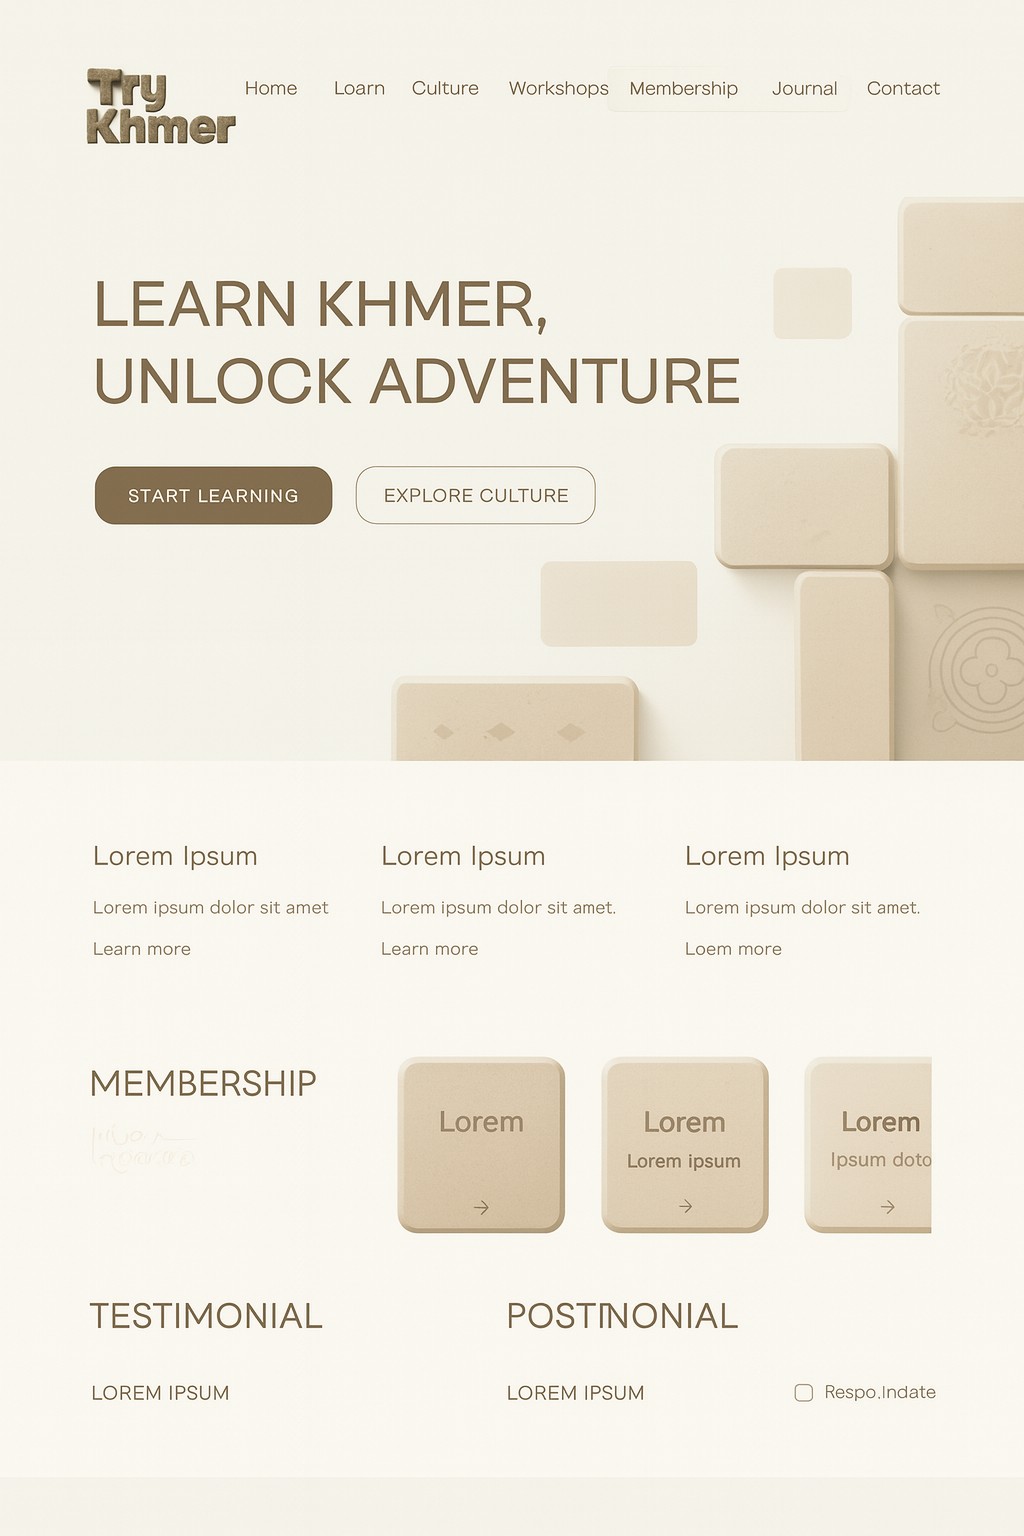 Try
Khmer
Home Learn Culture Workshops Membership Journal Contact
LEARN KHMER,
UNLOCK ADVENTURE
START LEARNING EXPLORE CULTURE
Lorem Ipsum
Lorem ipsum dolor sit amet
Learn more
Lorem Ipsum
Lorem ipsum dolor sit amet.
Learn more
Lorem Ipsum
Lorem ipsum dolor sit amet.
Loem more
MEMBERSHIP
Lorem
→
Lorem
Lorem ipsum
→
Lorem
Ipsum doto
→
TESTIMONIAL
LOREM IPSUM
POSTINONIAL
LOREM IPSUM
Respo.Indate